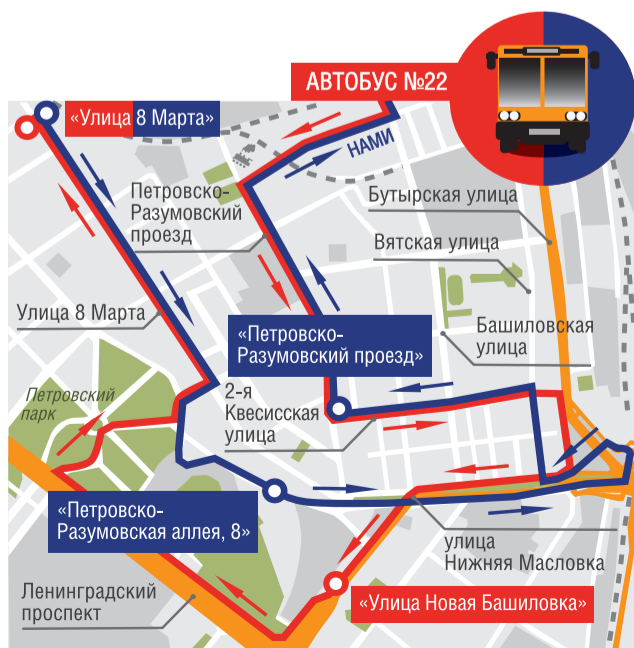 АВТОБУС №22
«Улица 8 Марта»
НАМИ
Петровско-
Разумовский
проезд
Бутырская улица
Вятская улица
Улица 8 Марта
«Петровско-
Разумовский проезд»
Башиловская
улица
Петровский
парк
2-я
Квесисская
улица
«Петровско-
Разумовская аллея, 8»
улица
Нижняя Масловка
Ленинградский
проспект
«Улица Новая Башиловка»